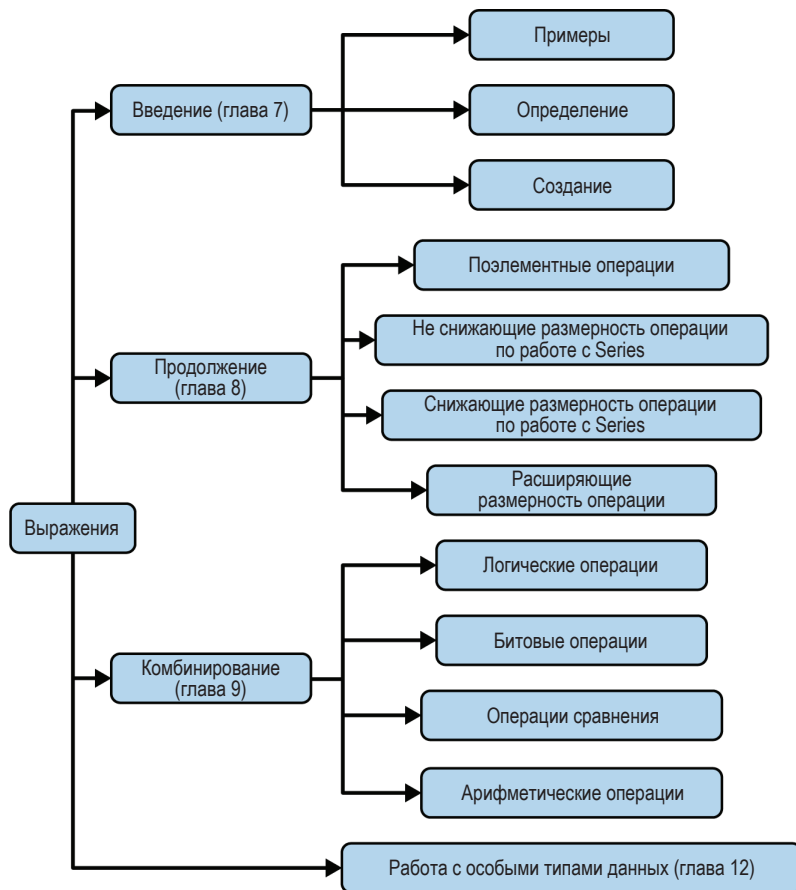 Примеры
Введение (глава 7)
Определение
Создание
Поэлементные операции
Не снижающие размерность операции
по работе с Series
Продолжение
(глава 8)
Снижающие размерность операции
по работе с Series
Расширяющие
размерность операции
Выражения
Логические операции
Битовые операции
Комбинирование
(глава 9)
Операции сравнения
Арифметические операции
Работа с особыми типами данных (глава 12)